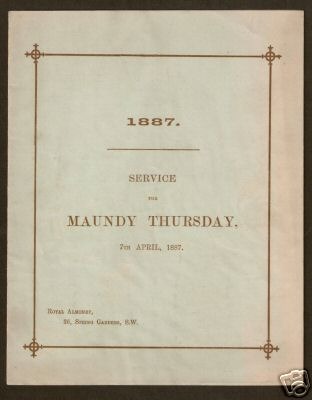 1887.
SERVICE
FOR
MAUNDY THURSDAY.
7TH APRIL, 1887.
ROYAL ALMONRY,
26, SPRING GARDENS, S.W.